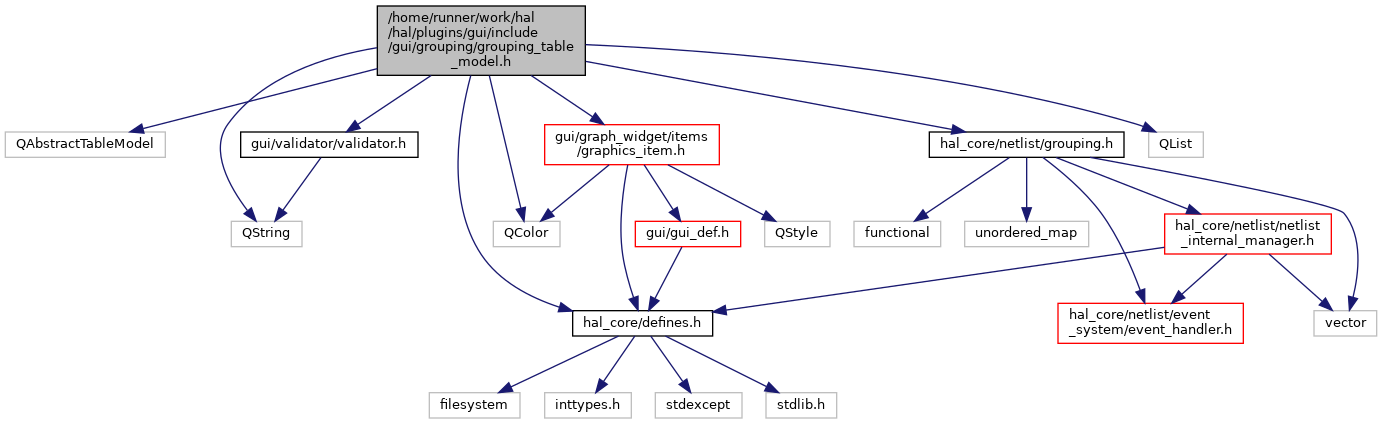 /home/runner/work/hal
/hal/plugins/gui/include
/gui/grouping/grouping_table
_model.h
QAbstractTableModel
gui/validator/validator.h
gui/graph_widget/items
/graphics_item.h
hal_core/netlist/grouping.h
QList
QString
QColor
gui/gui_def.h
QStyle
functional
unordered_map
hal_core/netlist/netlist
_internal_manager.h
hal_core/defines.h
hal_core/netlist/event
_system/event_handler.h
vector
filesystem
inttypes.h
stdexcept
stdlib.h